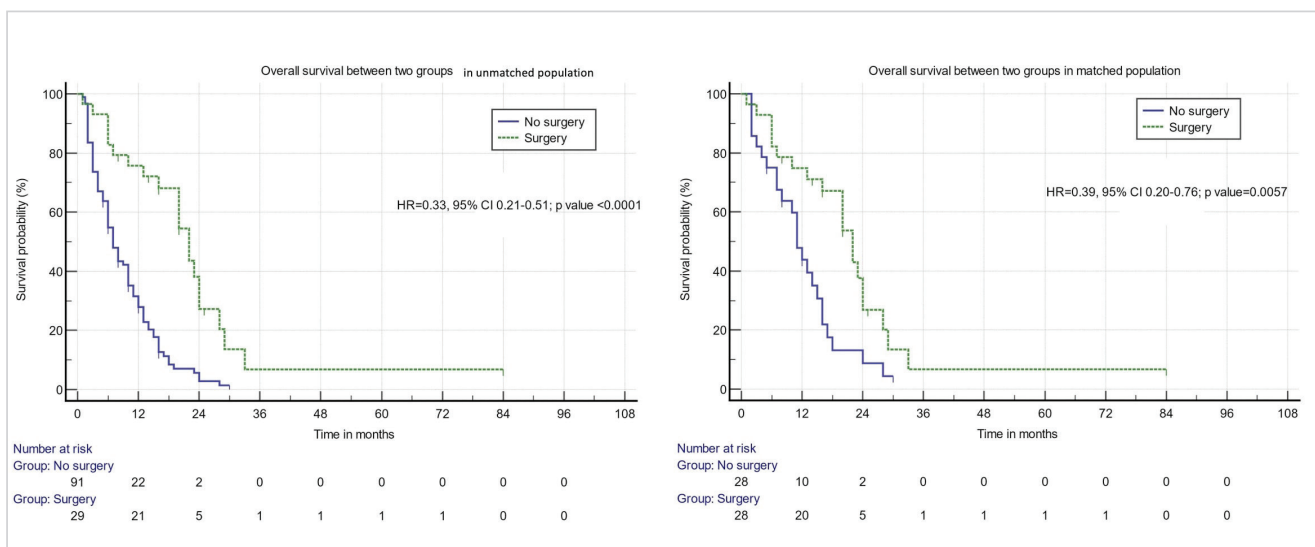 Overall survival between two groups in unmatched population
Survival probability (%)
100
80
60
40
20
0
No surgery
Surgery
HR=0.33, 95% CI 0.21-0.51; p value <0.0001
0 12 24 36 48 60 72 84 96 108
Time in months
Number at risk
Group: No surgery
91 22 2 0 0 0 0 0 0
Group: Surgery
29 21 5 1 1 1 1 0 0
Overall survival between two groups in matched population
Survival probability (%)
100
80
60
40
20
0
No surgery
Surgery
HR=0.39, 95% CI 0.20-0.76; p value=0.0057
0 12 24 36 48 60 72 84 96 108
Time in months
Number at risk
Group: No surgery
28 10 2 0 0 0 0 0 0
Group: Surgery
28 20 5 1 1 1 1 0 0